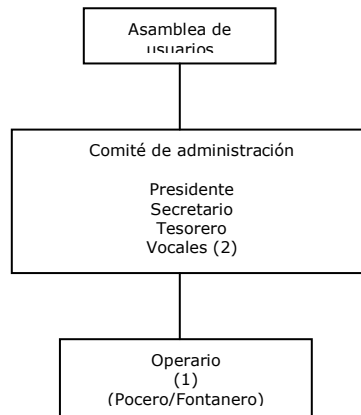 Asamblea de
usuarios
Comité de administración
Presidente
Secretario
Tesorero
Vocales (2)
Operario
(1)
(Pocero/Fontanero)